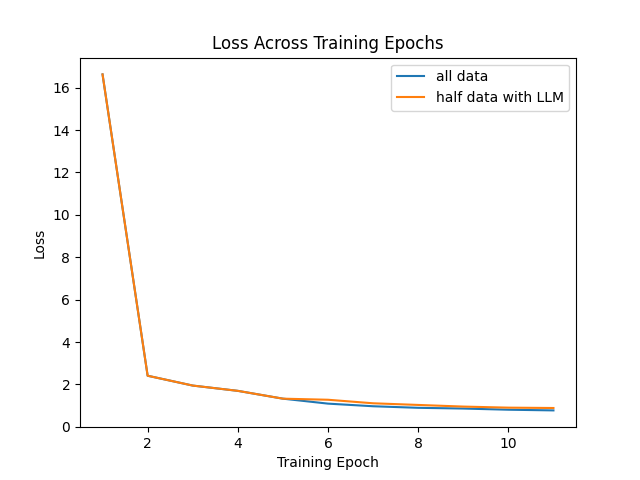 Loss Across Training Epochs
all data
half data with LLM
16
14
12
10
8
6
4
2
0
Loss
2 4 6 8 10
Training Epoch